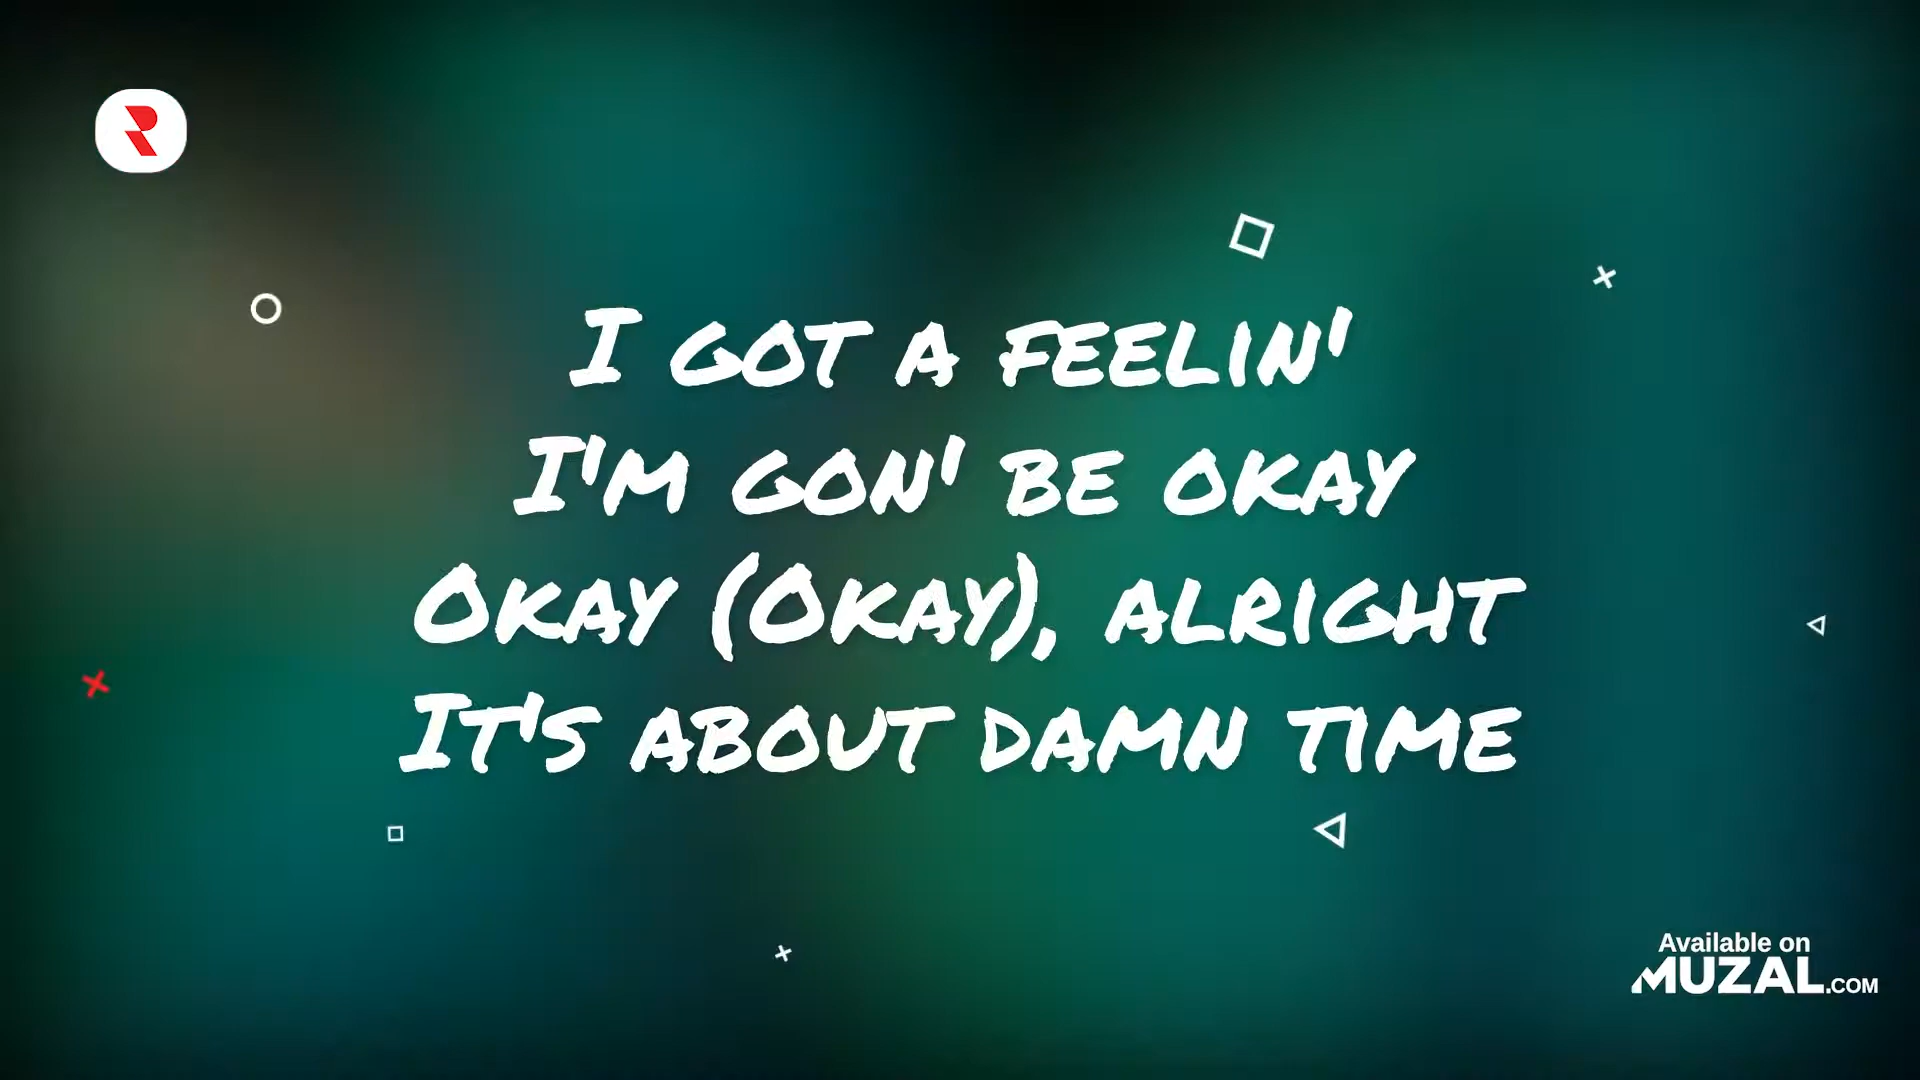 I GOT A FEELIN'
I'M GON' BE OKAY
OKAY (OKAY), ALRIGHT
IT'S ABOUT DAMN TIME
Available on
MUZAL.COM